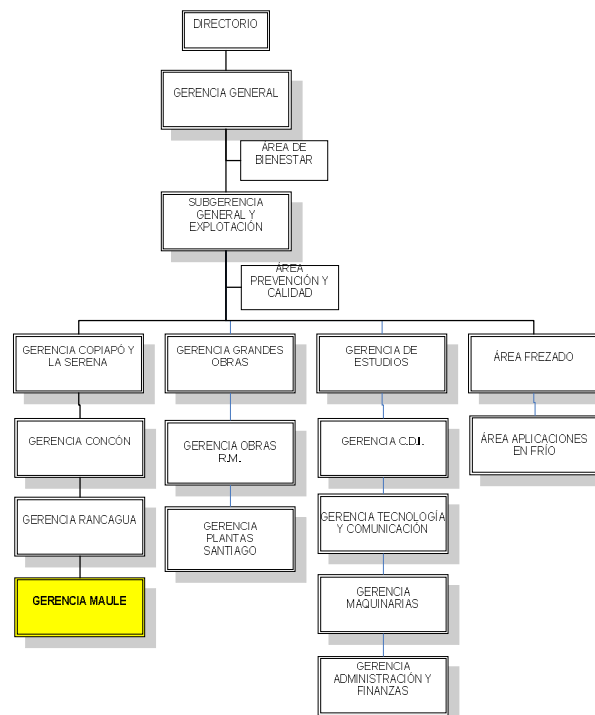 DIRECTORIO
GERENCIA GENERAL
ÁREA DE
BIENESTAR
SUBGERENCIA
GENERAL Y
EXPLOTACIÓN
ÁREA
PREVENCIÓN Y
CALIDAD
GERENCIA COPIAPÓ Y
LA SERENA
GERENCIA CONCÓN
GERENCIA RANCAGUA
GERENCIA MAULE
GERENCIA GRANDES
OBRAS
GERENCIA OBRAS
R.M.
GERENCIA
PLANTAS
SANTIAGO
GERENCIA DE
ESTUDIOS
GERENCIA C.D.I.
GERENCIA TECNOLOGÍA
Y COMUNICACIÓN
GERENCIA
MAQUINARIAS
GERENCIA
ADMINISTRACIÓN Y
FINANZAS
ÁREA FREZADO
ÁREA APLICACIONES
EN FRÍO